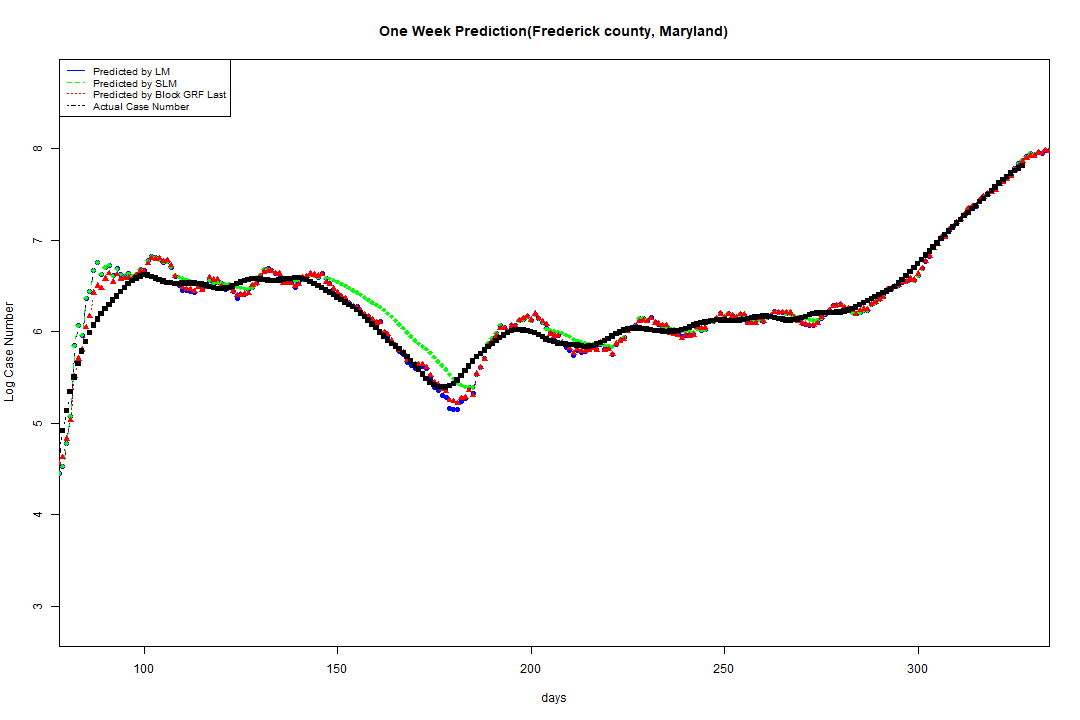 One Week Prediction(Frederick county, Maryland)
Predicted by LM
Predicted by SLM
Predicted by Block GRF Last
Actual Case Number
8
7
6
5
4
3
Log Case Number
100 150 200 250 300
days